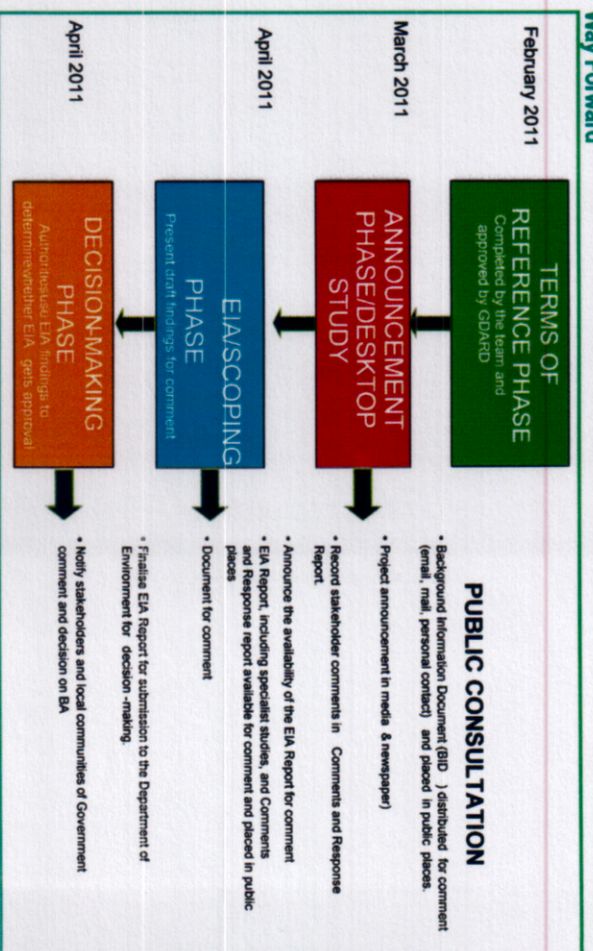 Way Forward
February 2011
TERMS OF
REFERENCE PHASE
Completed by the team and
approved by GDARD
March 2011
ANNOUNCEMENT
PHASE/DESKTOP
STUDY
April 2011
EIA/SCOPING
PHASE
Present draft findings for comment
April 2011
DECISION-MAKING
PHASE
Authoritiesuse EIA findings to
determinewhether EIA gets approval
PUBLIC CONSULTATION
• Background Information Document (BID ) distributed for comment
(email, mail, personal contact) and placed in public places.
• Project announcement in media & newspaper)
• Record stakeholder comments in Comments and Response
Report.
• Announce the availability of the EIA Report for comment
• EIA Report, including specialist studies, and Comments
and Response report available for comment and placed in public
places
• Document for comment
• Finalise EIA Report for submission to the Department of
Environment for decision -making.
• Notify stakeholders and local communities of Government
comment and decision on BA